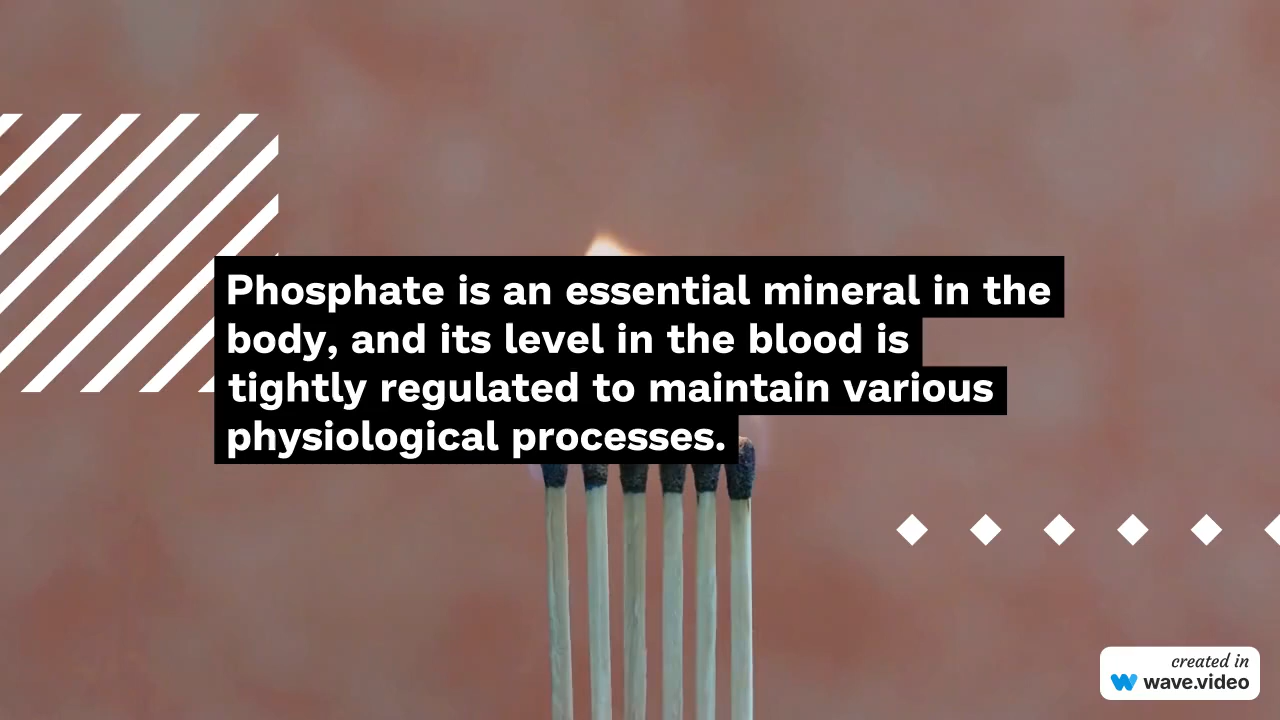 Phosphate is an essential mineral in the
body, and its level in the blood is
tightly regulated to maintain various
physiological processes.
created in
wave.video